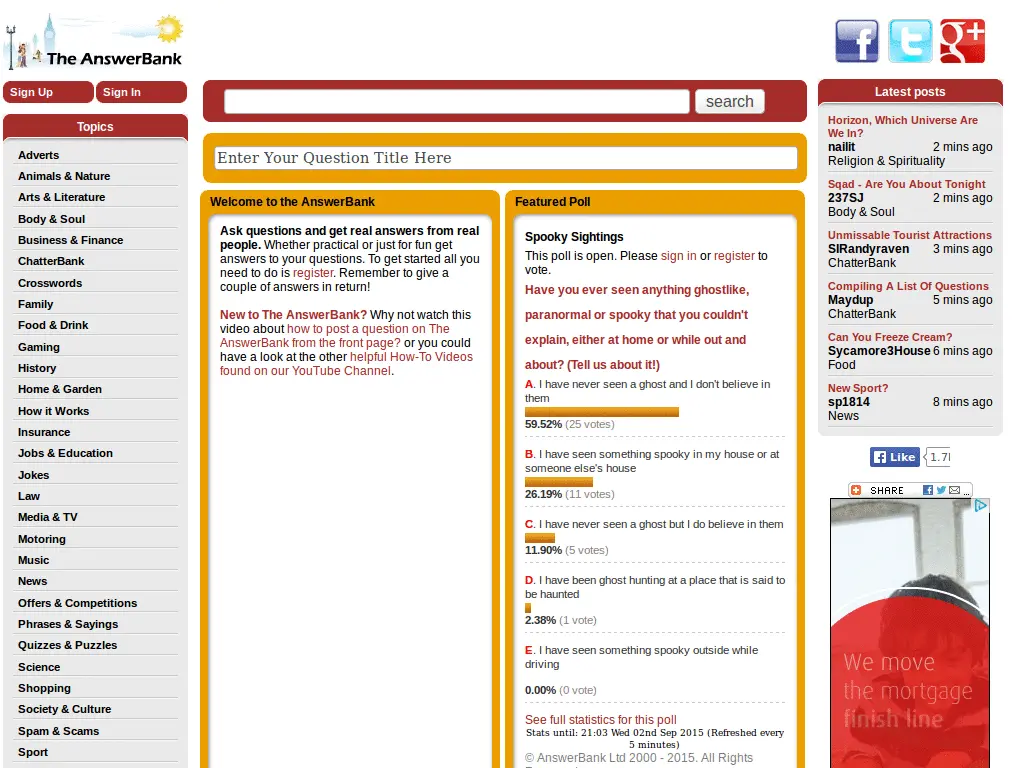 The AnswerBank
Sign Up
Sign In
Topics
Adverts
Animals & Nature
Arts & Literature
Body & Soul
Business & Finance
ChatterBank
Crosswords
Family
Food & Drink
Gaming
History
Home & Garden
How it Works
Insurance
Jobs & Education
Jokes
Law
Media & TV
Motoring
Music
News
Offers & Competitions
Phrases & Sayings
Quizzes & Puzzles
Science
Shopping
Society & Culture
Spam & Scams
Sport
search
Enter Your Question Title Here
Welcome to the AnswerBank
Ask questions and get real answers from real
people. Whether practical or just for fun get
answers to your questions. To get started all you
need to do is register. Remember to give a
couple of answers in return!
New to The AnswerBank? Why not watch this
video about how to post a question on The
AnswerBank from the front page? or you could
have a look at the other helpful How-To Videos
found on our YouTube Channel.
Featured Poll
Spooky Sightings
This poll is open. Please sign in or register to
vote.
Have you ever seen anything ghostlike,
paranormal or spooky that you couldn't
explain, either at home or while out and
about? (Tell us about it!)
A. I have never seen a ghost and I don't believe in
them
59.52% (25 votes)
B. I have seen something spooky in my house or at
someone else's house
26.19% (11 votes)
C. I have never seen a ghost but I do believe in them
11.90% (5 votes)
D. I have been ghost hunting at a place that is said to
be haunted
2.38% (1 vote)
E. I have seen something spooky outside while
driving
0.00% (0 vote)
See full statistics for this poll
Stats until: 21:03 Wed 02nd Sep 2015 (Refreshed every
5 minutes)
© AnswerBank Ltd 2000 - 2015. All Rights
f t g+
Latest posts
Horizon, Which Universe Are
We In?
nailit 2 mins ago
Religion & Spirituality
Sqad - Are You About Tonight
237SJ 2 mins ago
Body & Soul
Unmissable Tourist Attractions
SIRandyraven 3 mins ago
ChatterBank
Compiling A List Of Questions
Maydup 5 mins ago
ChatterBank
Can You Freeze Cream?
Sycamore3House 6 mins ago
Food
New Sport?
sp1814 8 mins ago
News
Like 1.7
SHARE ...
We move
the mortgage
finish line